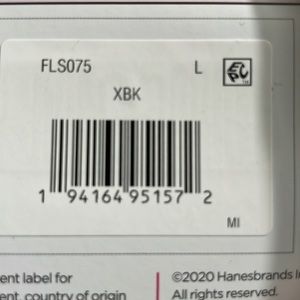 FLS075 L EPC
XBK
1 94164 95157 2
MI
ent label for
ent, country of origin
©2020 Hanesbrands I
All rights reserved.